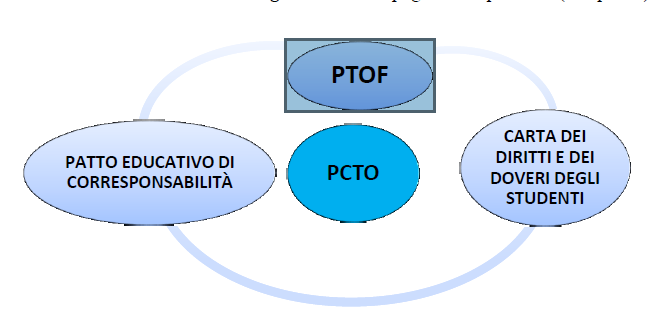 PTOF
PATTO EDUCATIVO DI
CORRESPONSABILITÀ
PCTO
CARTA DEI
DIRITTI E DEI
DOVERI DEGLI
STUDENTI